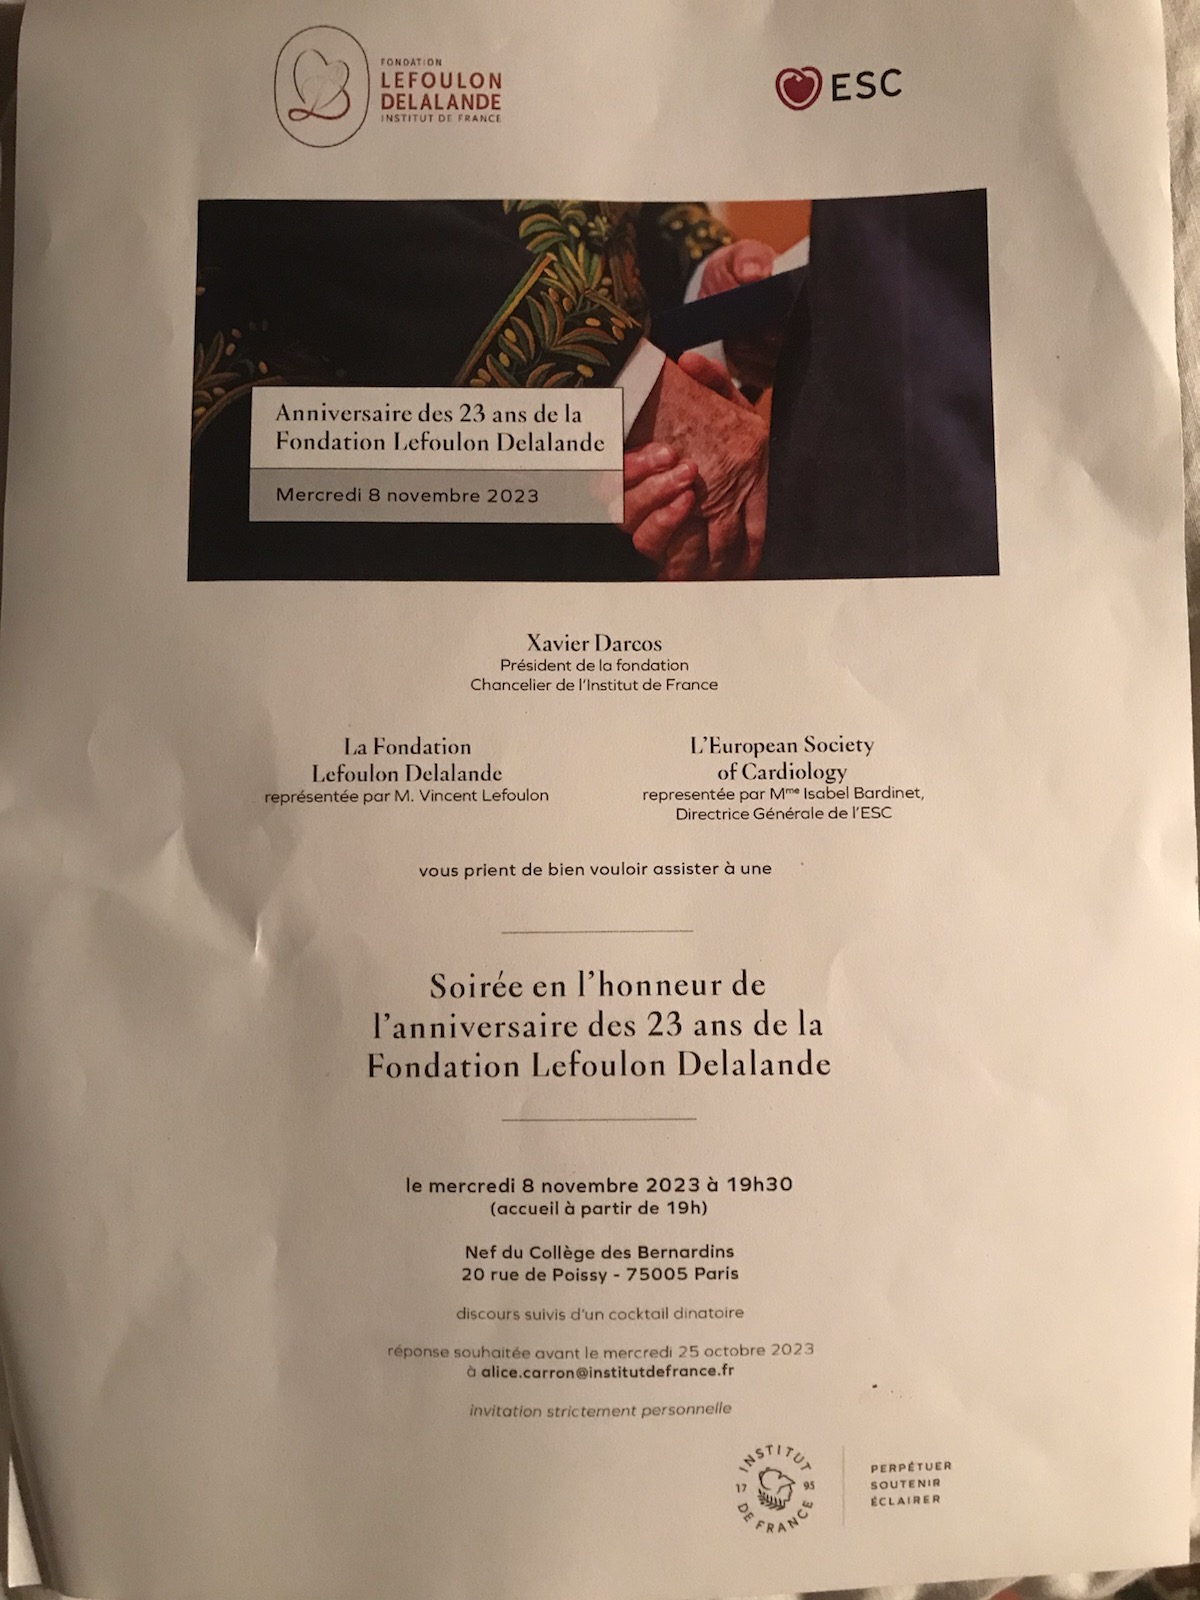 FONDATION
LEFOULON
DELALANDE
INSTITUT DE FRANCE
ESC
Anniversaire des 23 ans de la
Fondation Lefoulon Delalande
Mercredi 8 novembre 2023
Xavier Darcos
Président de la fondation
Chancelier de l'Institut de France
La Fondation
Lefoulon Delalande
représentée par M. Vincent Lefoulon
L'European Society
of Cardiology
representée par Mme Isabel Bardinet,
Directrice Générale de l'ESC
vous prient de bien vouloir assister à une
Soirée en l'honneur de
l'anniversaire des 23 ans de la
Fondation Lefoulon Delalande
le mercredi 8 novembre 2023 à 19h30
(accueil à partir de 19h)
Nef du Collège des Bernardins
20 rue de Poissy - 75005 Paris
discours suivis d'un cocktail dinatoire
réponse souhaitée avant le mercredi 25 octobre 2023
à alice.carron@institutdefrance.fr
invitation strictement personnelle
INSTITUT
17 95
DE FRANCE
PERPÉTUER
SOUTENIR
ÉCLAIRER